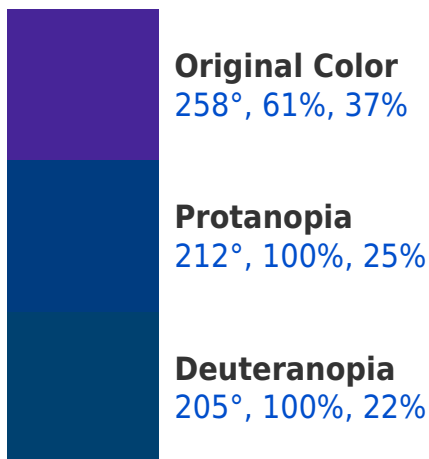 Original Color
258°, 61%, 37%
Protanopia
212°, 100%, 25%
Deuteranopia
205°, 100%, 22%